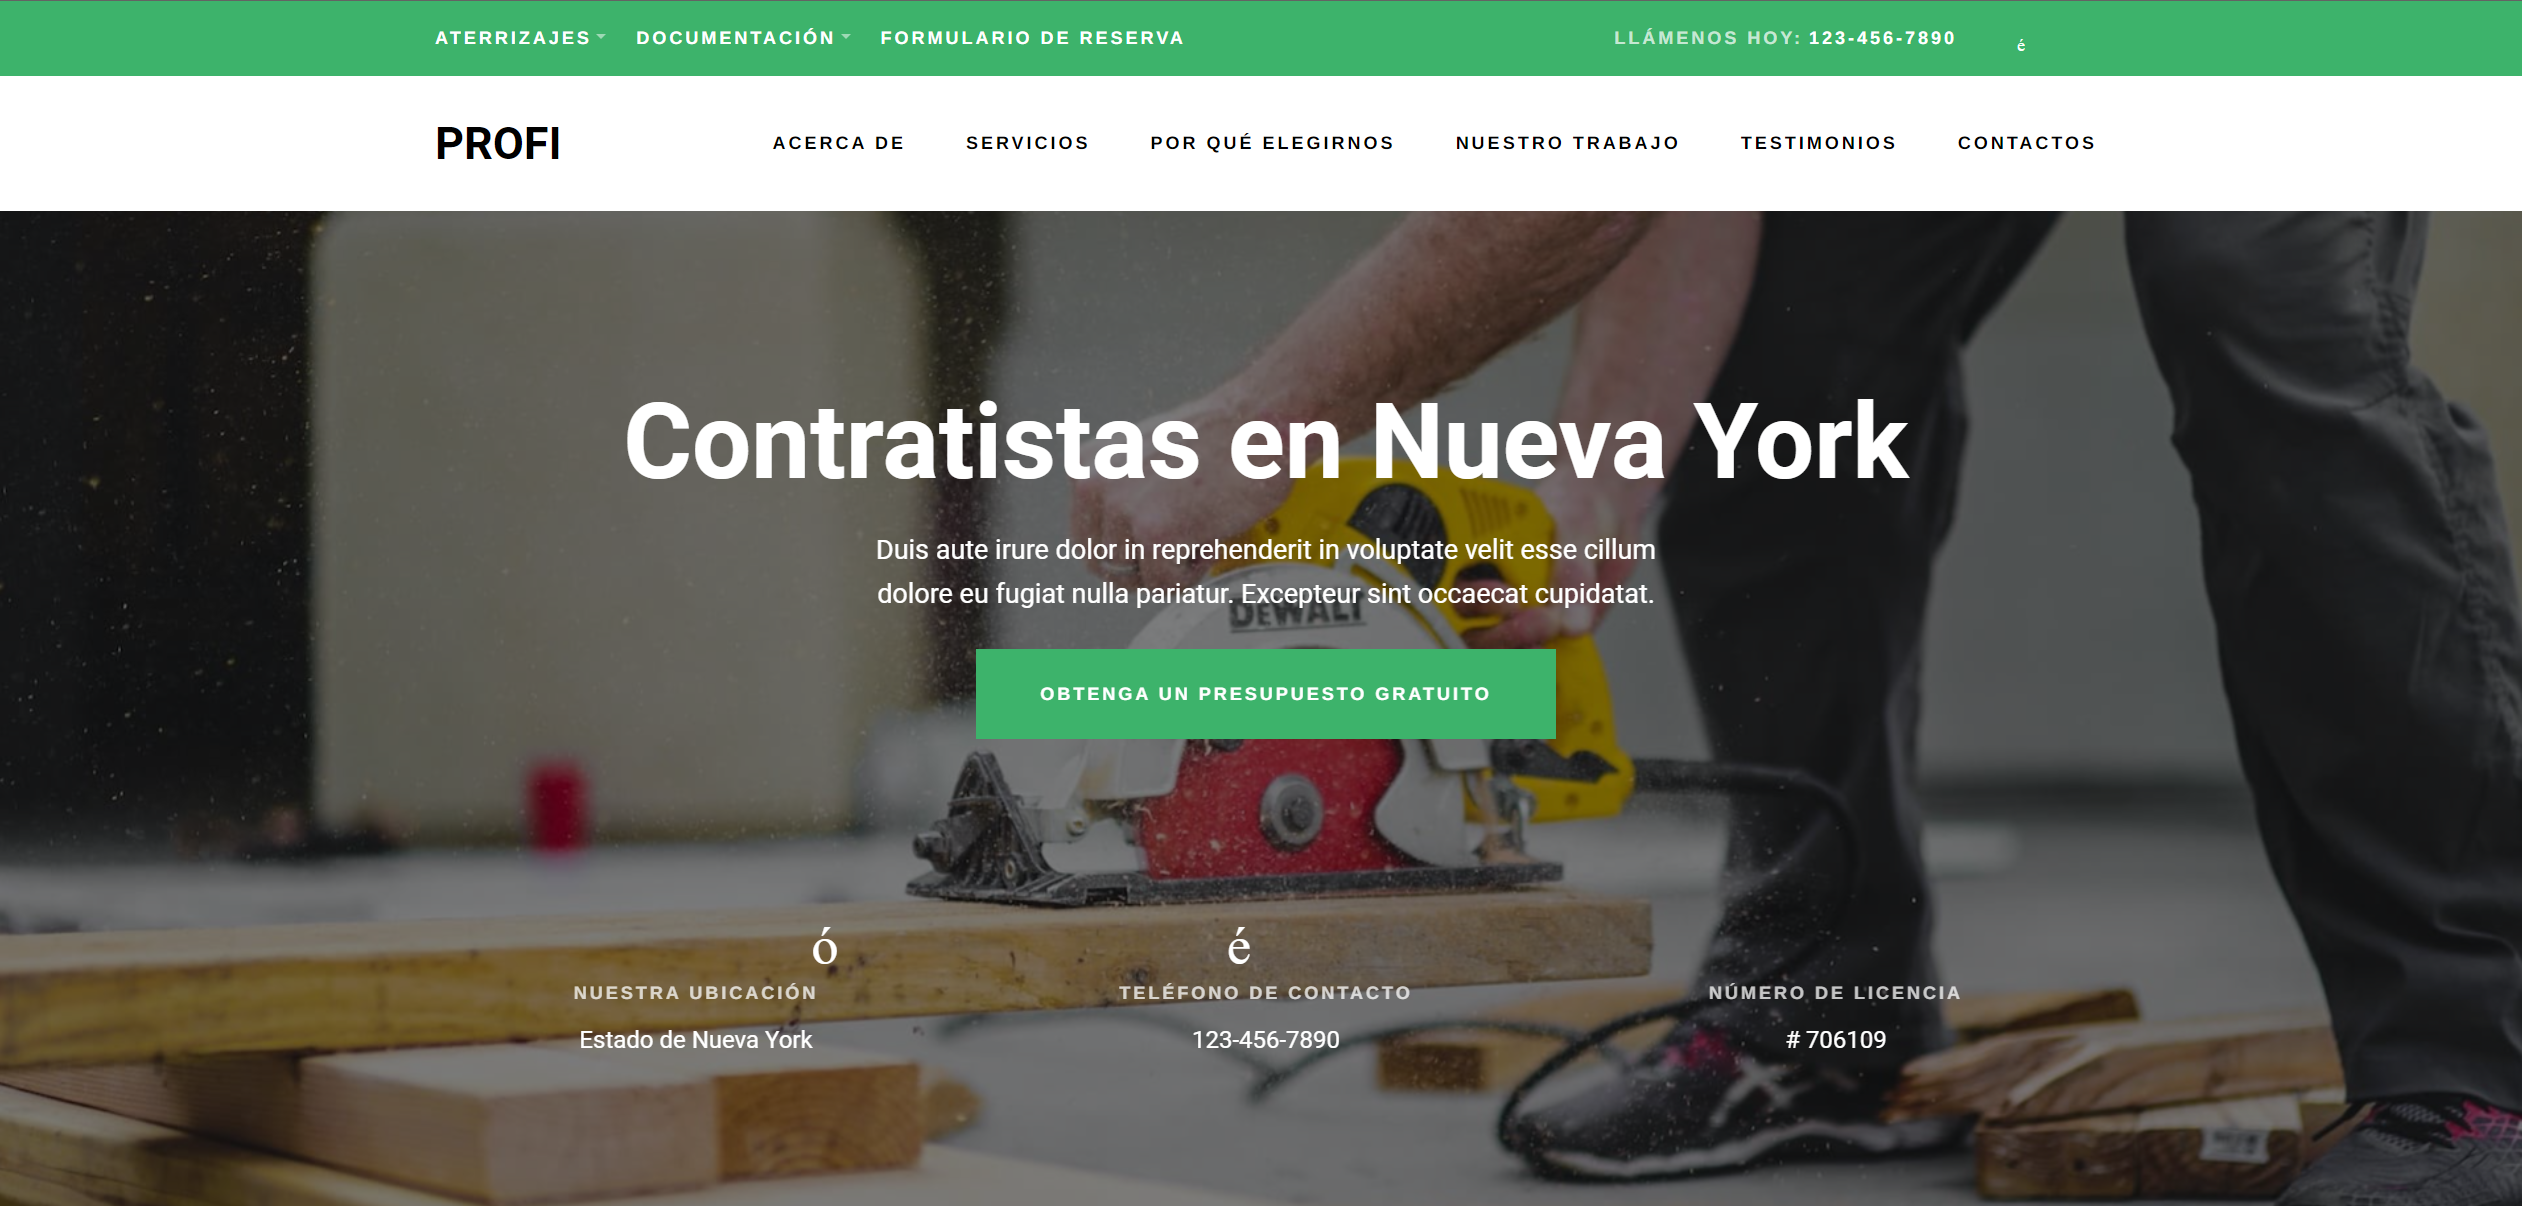 ATERRIZAJES DOCUMENTACIÓN FORMULARIO DE RESERVA LLÁMENOS HOY: 123-456-7890 é
PROFI ACERCA DE SERVICIOS POR QUÉ ELEGIRNOS NUESTRO TRABAJO TESTIMONIOS CONTACTOS
Contratistas en Nueva York
Duis aute irure dolor in reprehenderit in voluptate velit esse cillum
dolore eu fugiat nulla pariatur. Excepteur sint occaecat cupidatat.
DEWALT
OBTENGA UN PRESUPUESTO GRATUITO
ó é
NUESTRA UBICACIÓN TELÉFONO DE CONTACTO NÚMERO DE LICENCIA
Estado de Nueva York 123-456-7890 # 706109